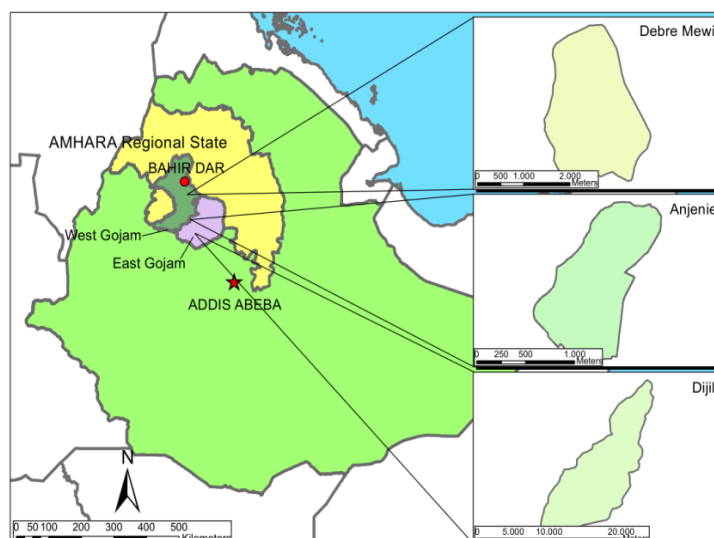 AMHARA Regional State
BAHIR DAR
West Gojam
East Gojam
ADDIS ABEBA
N
0 50 100 200 300 400 500
Kilometers
Debre Mewi
0 500 1.000 2.000
Meters
Anjenie
0 250 500 1.000
Meters
Dijil
0 5.000 10.000 20.000
Meters